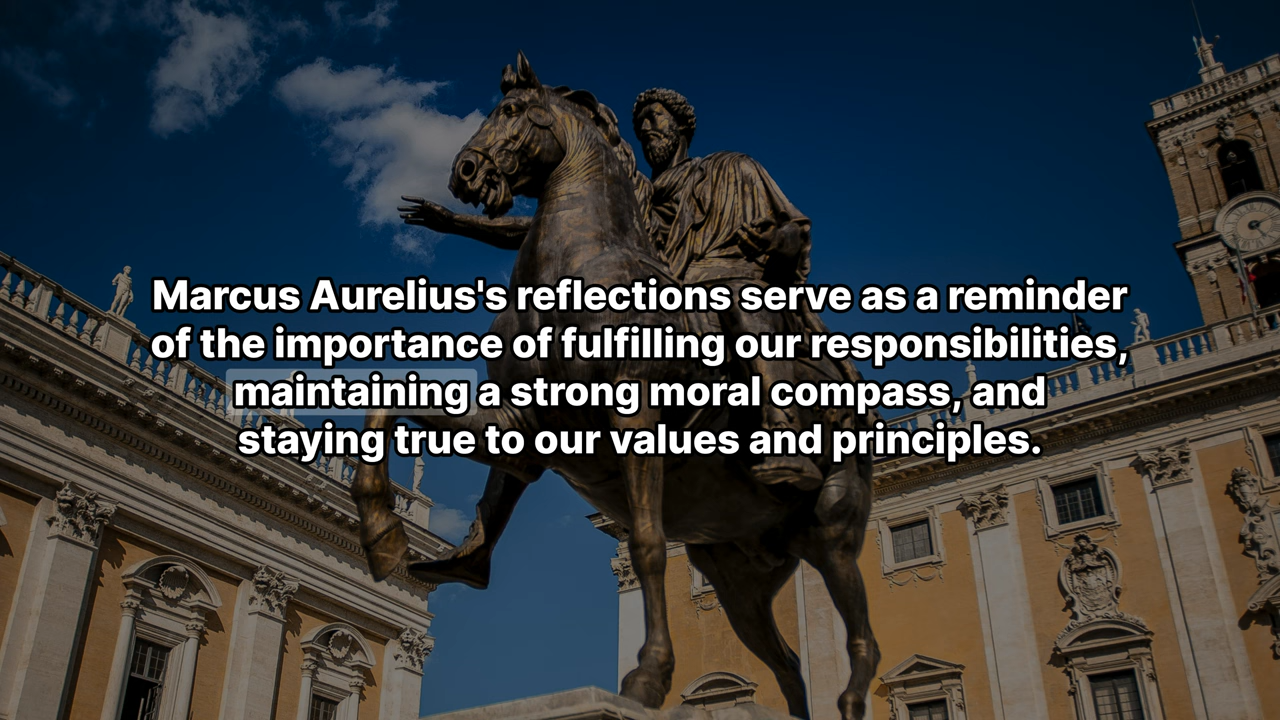 Marcus Aurelius's reflections serve as a reminder
of the importance of fulfilling our responsibilities,
maintaining a strong moral compass, and
staying true to our values and principles.